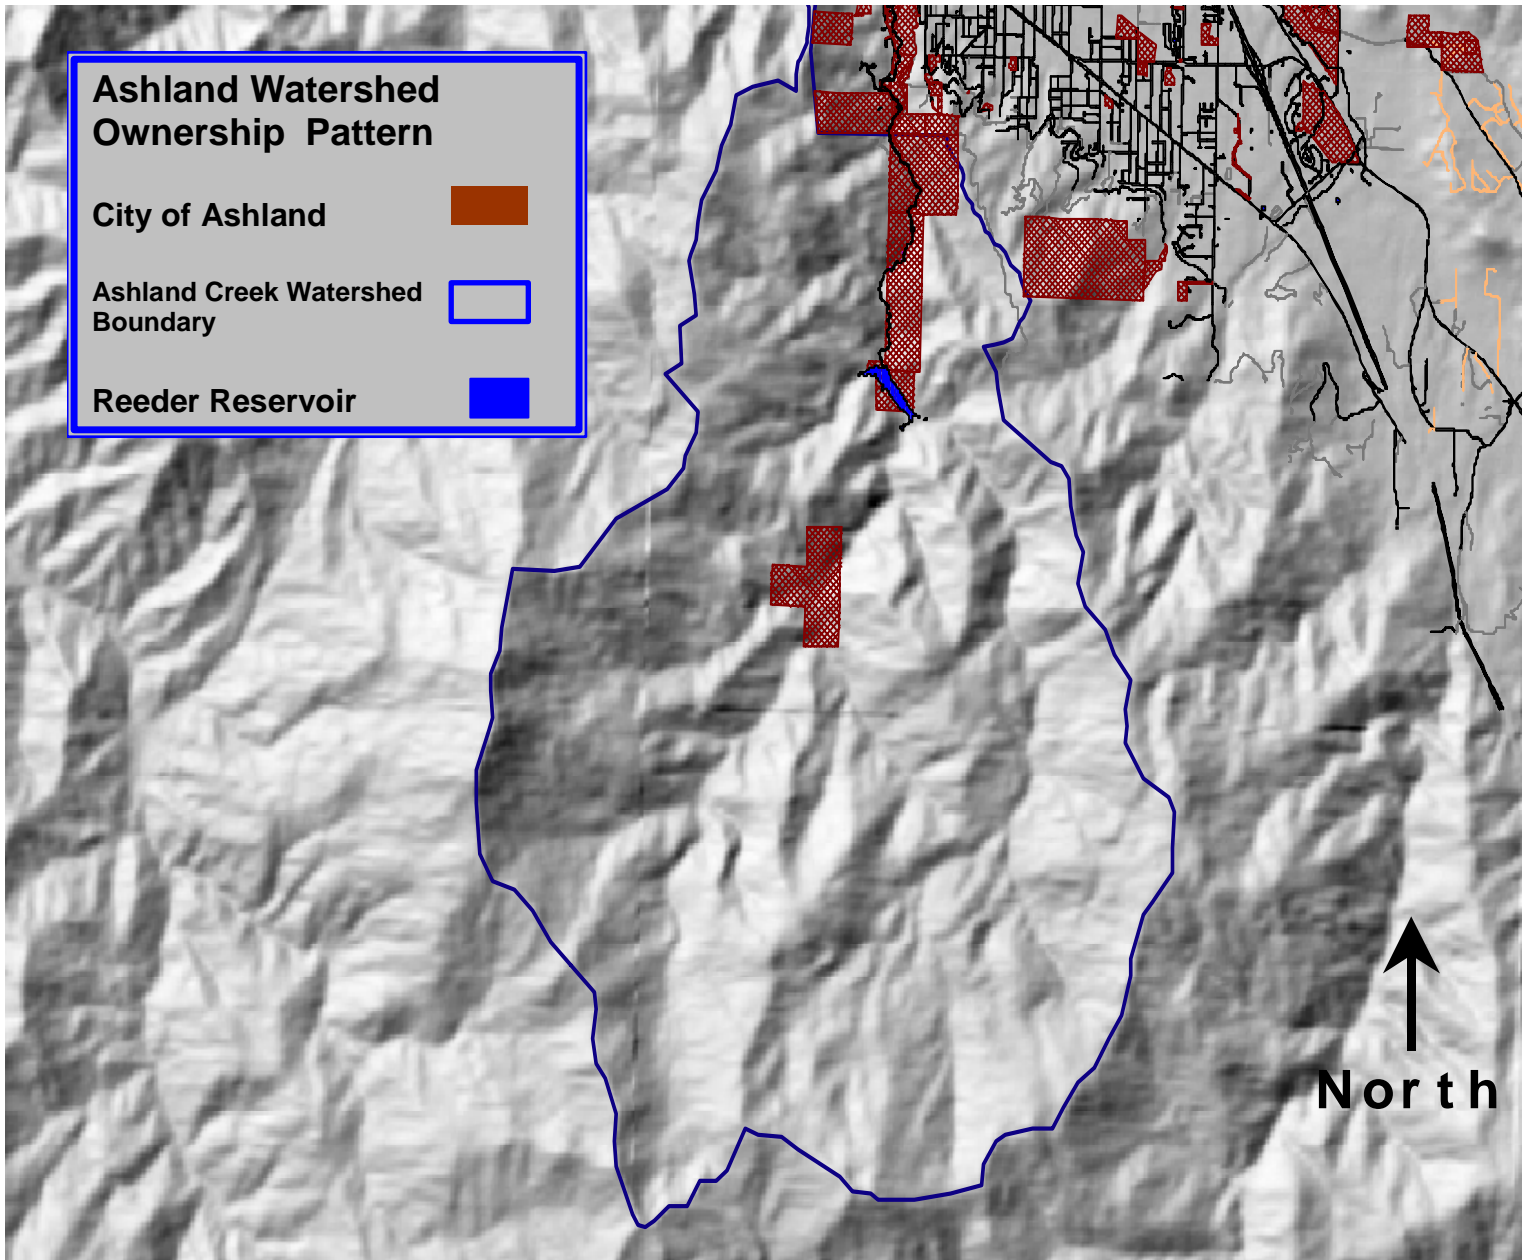 Ashland Watershed
Ownership Pattern
City of Ashland
Ashland Creek Watershed
Boundary
Reeder Reservoir
North